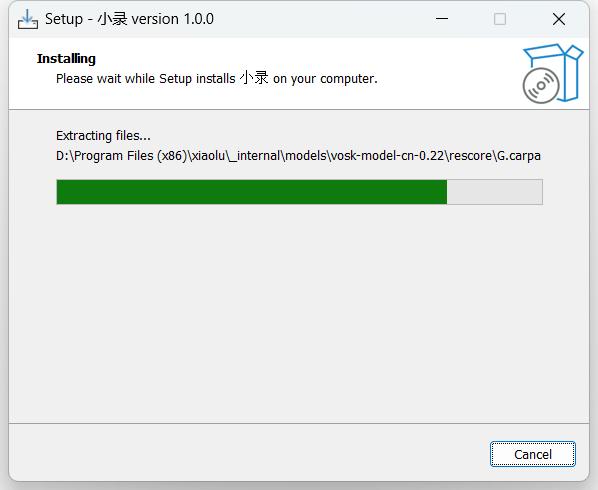 Setup - 小录 version 1.0.0
Installing
Please wait while Setup installs 小录 on your computer.
Extracting files...
D:\Program Files (x86)\xiaolu\_internal\models\vosk-model-cn-0.22\rescore\G.carpa
Cancel